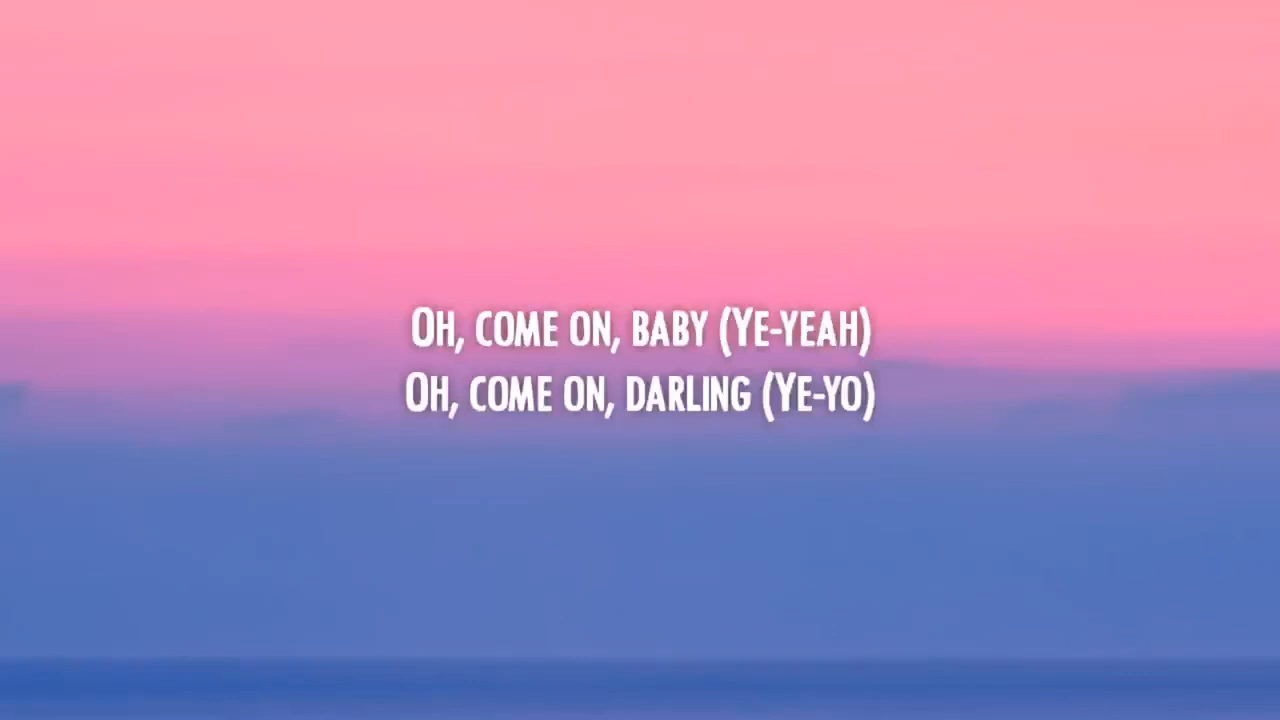 Oh, come on, baby (Ye-yeah)
Oh, come on, darling (Ye-yo)